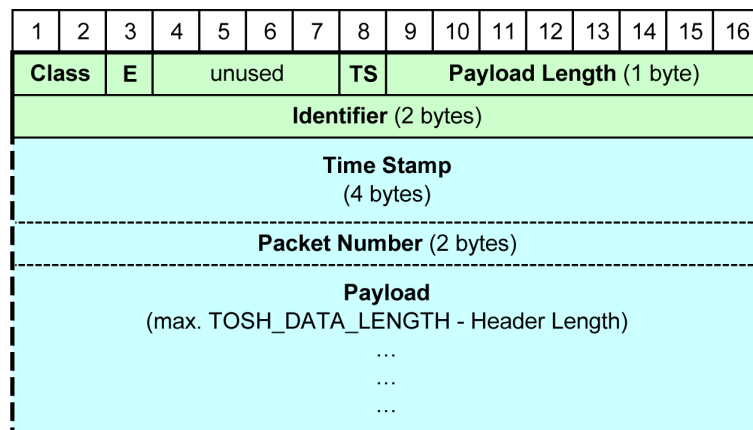 1 2 3 4 5 6 7 8 9 10 11 12 13 14 15 16
Class E unused TS Payload Length (1 byte)
Identifier (2 bytes)
Time Stamp
(4 bytes)
Packet Number (2 bytes)
Payload
(max. TOSH_DATA_LENGTH - Header Length)
…
…
…